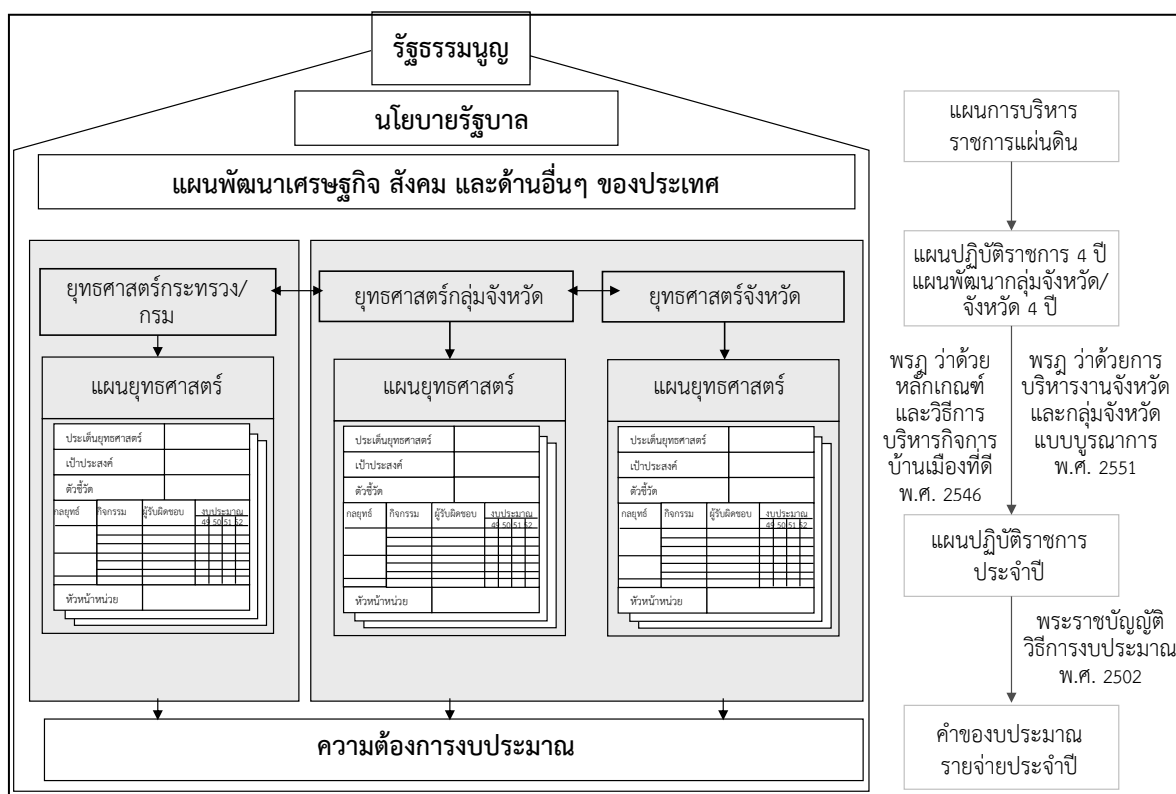 รัฐธรรมนูญ
นโยบายรัฐบาล
แผนพัฒนาเศรษฐกิจ สังคม และด้านอื่นๆ ของประเทศ
ยุทธศาสตร์กระทรวง/
กรม
ยุทธศาสตร์กลุ่มจังหวัด
ยุทธศาสตร์จังหวัด
แผนยุทธศาสตร์
ประเด็นยุทธศาสตร์
เป้าประสงค์
ตัวชี้วัด
กลยุทธ์ กิจกรรม ผู้รับผิดชอบ งบประมาณ
49 50 51 52
หัวหน้าหน่วย
แผนยุทธศาสตร์
ประเด็นยุทธศาสตร์
เป้าประสงค์
ตัวชี้วัด
กลยุทธ์ กิจกรรม ผู้รับผิดชอบ งบประมาณ
49 50 51 52
หัวหน้าหน่วย
แผนยุทธศาสตร์
ประเด็นยุทธศาสตร์
เป้าประสงค์
ตัวชี้วัด
กลยุทธ์ กิจกรรม ผู้รับผิดชอบ งบประมาณ
49 50 51 52
หัวหน้าหน่วย
ความต้องการงบประมาณ
แผนการบริหาร
ราชการแผ่นดิน
แผนปฏิบัติราชการ 4 ปี
แผนพัฒนากลุ่มจังหวัด/
จังหวัด 4 ปี
พรฎ ว่าด้วย
หลักเกณฑ์
และวิธีการ
บริหารกิจการ
บ้านเมืองที่ดี
พ.ศ. 2546
พรฎ ว่าด้วยการ
บริหารงานจังหวัด
และกลุ่มจังหวัด
แบบบูรณาการ
พ.ศ. 2551
แผนปฏิบัติราชการ
ประจำปี
พระราชบัญญัติ
วิธีการงบประมาณ
พ.ศ. 2502
คำของบประมาณ
รายจ่ายประจำปี